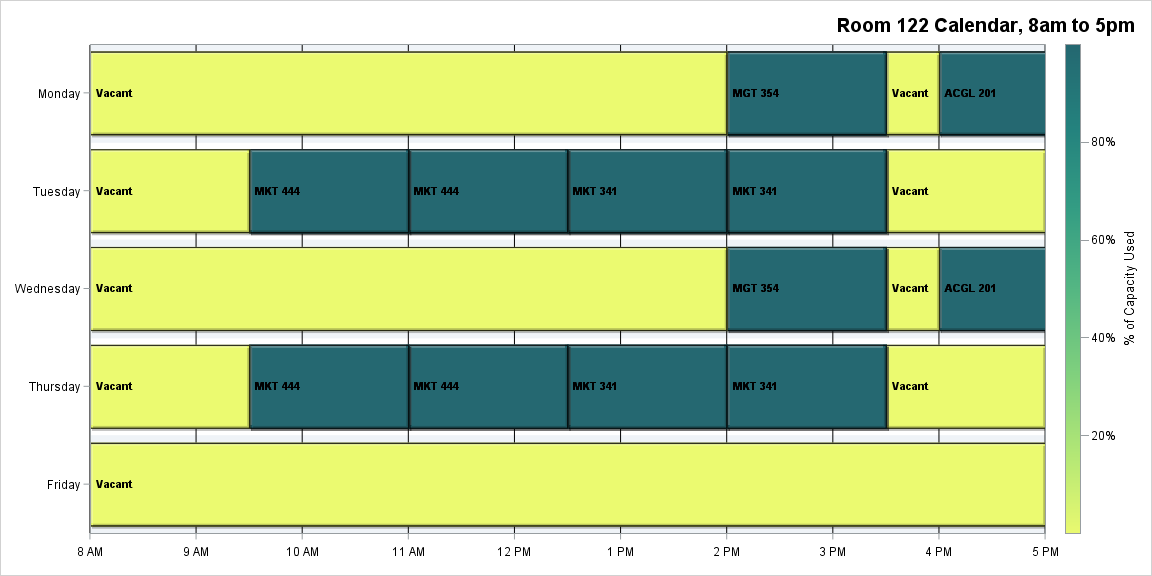 Room 122 Calendar, 8am to 5pm
Monday Vacant MGT 354 Vacant ACGL 201
80%
Tuesday Vacant MKT 444 MKT 444 MKT 341 MKT 341 Vacant
60%
% of Capacity Used
Wednesday Vacant MGT 354 Vacant ACGL 201
40%
Thursday Vacant MKT 444 MKT 444 MKT 341 MKT 341 Vacant
20%
Friday Vacant
8 AM 9 AM 10 AM 11 AM 12 PM 1 PM 2 PM 3 PM 4 PM 5 PM